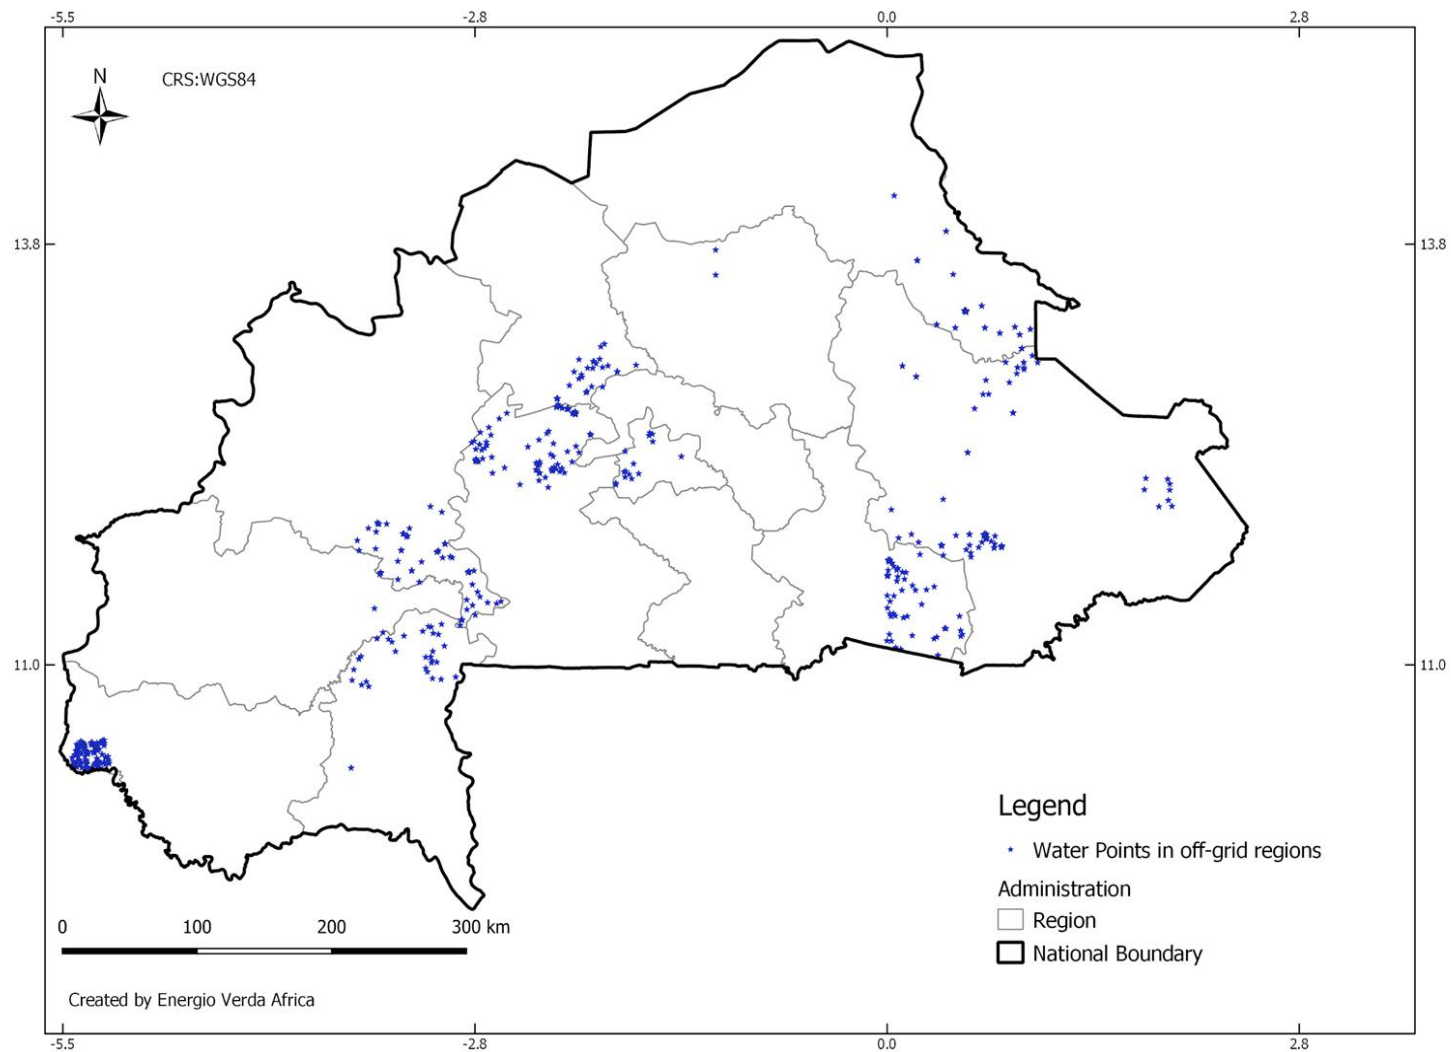 -5.5 -2.8 0.0 2.8
N
CRS:WGS84
13.8 13.8
11.0 11.0
Legend
Water Points in off-grid regions
Administration
Region
National Boundary
0 100 200 300 km
Created by Energio Verda Africa
-5.5 -2.8 0.0 2.8